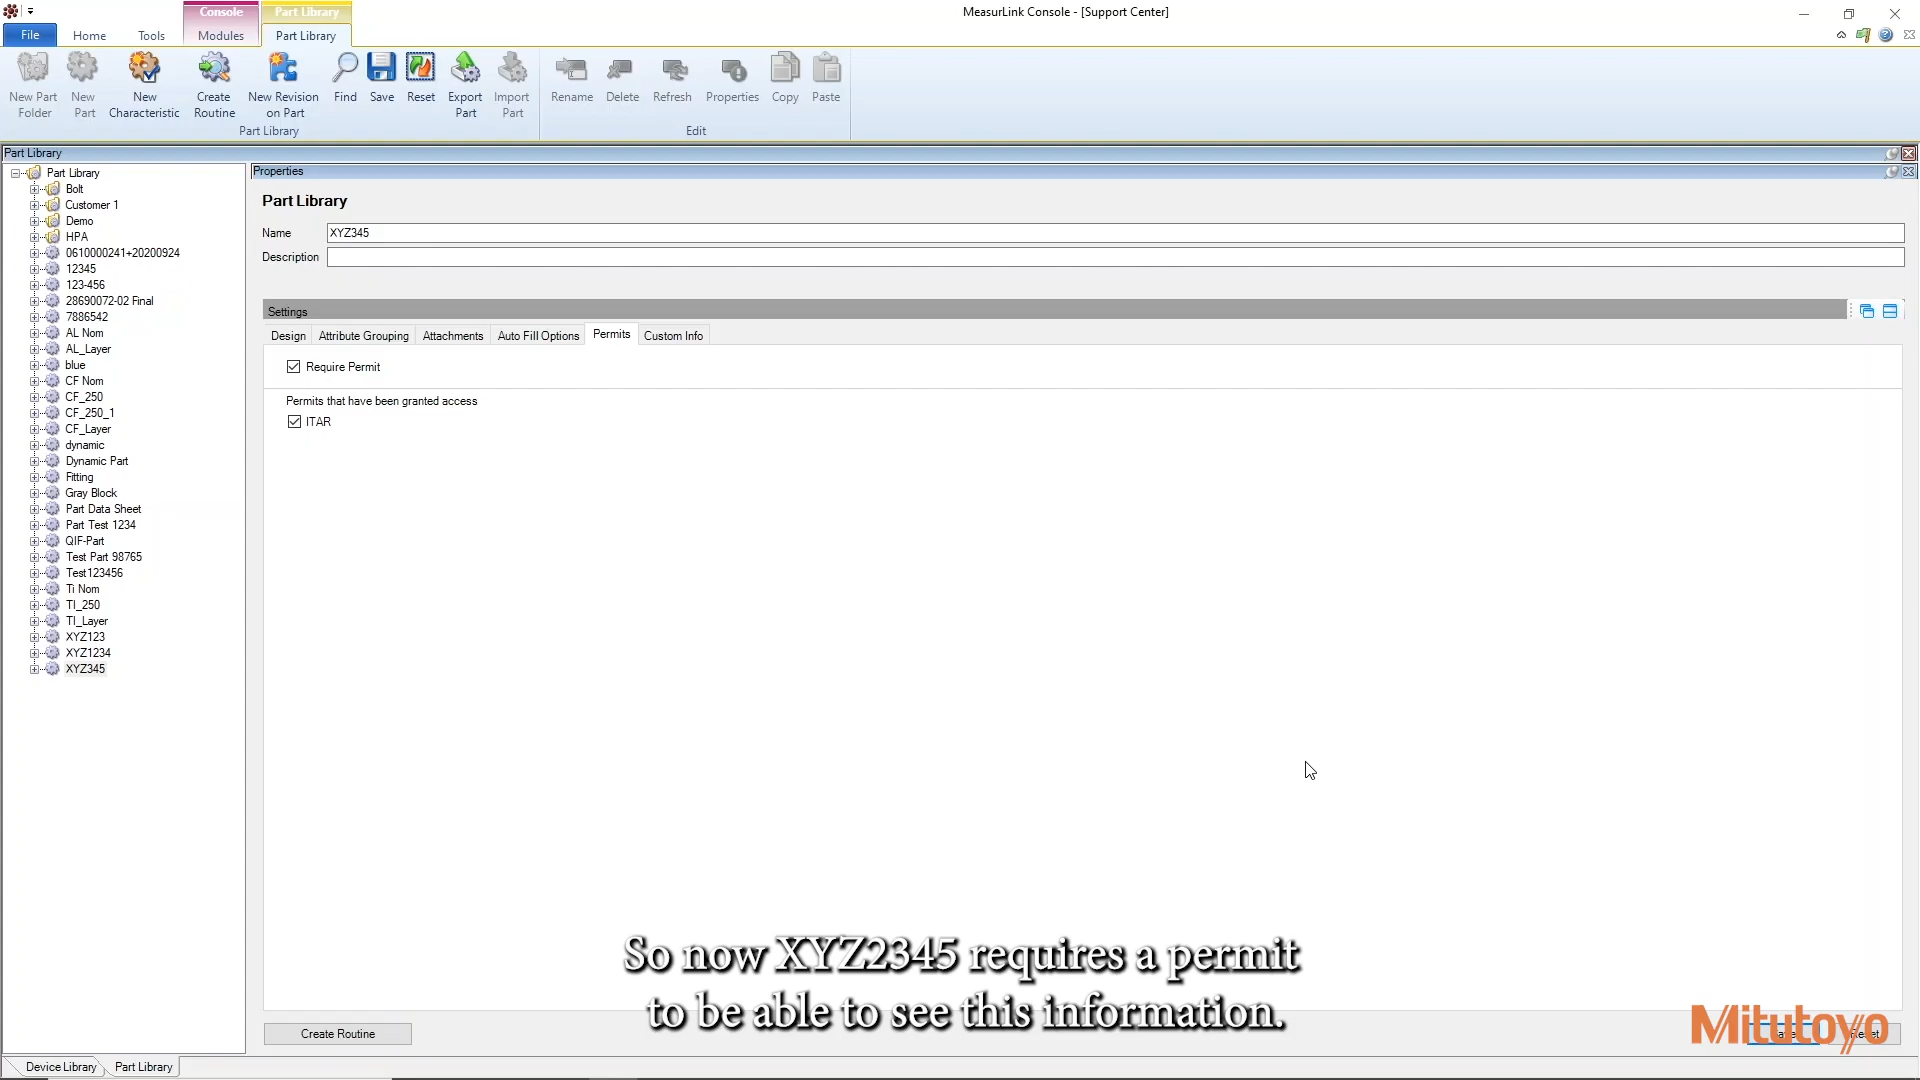 Console
Part Library
MeasurLink Console - [Support Center]
File
Home
Tools
Modules
Part Library
New Part
Folder
New
Part
New
Characteristic
Create
Routine
New Revision
on Part
Find
Save
Reset
Export
Part
Import
Part
Rename
Delete
Refresh
Properties
Copy
Paste
Part Library
Edit
Part Library
Part Library
Bolt
Customer 1
Demo
HPA
0610000241+20200924
12345
123-456
28690072-02 Final
7886542
AL Nom
AL_Layer
blue
CF Nom
CF_250
CF_250_1
CF_Layer
dynamic
Dynamic Part
Fitting
Gray Block
Part Data Sheet
Part Test 1234
QIF-Part
Test Part 98765
Test123456
Ti Nom
TI_250
TI_Layer
XYZ123
XYZ1234
XYZ345
Properties
Part Library
Name
XYZ345
Description
Settings
Design
Attribute Grouping
Attachments
Auto Fill Options
Permits
Custom Info
Require Permit
Permits that have been granted access
ITAR
So now XYZ2345 requires a permit
to be able to see this information.
Create Routine
Mitutoyo
Device Library
Part Library